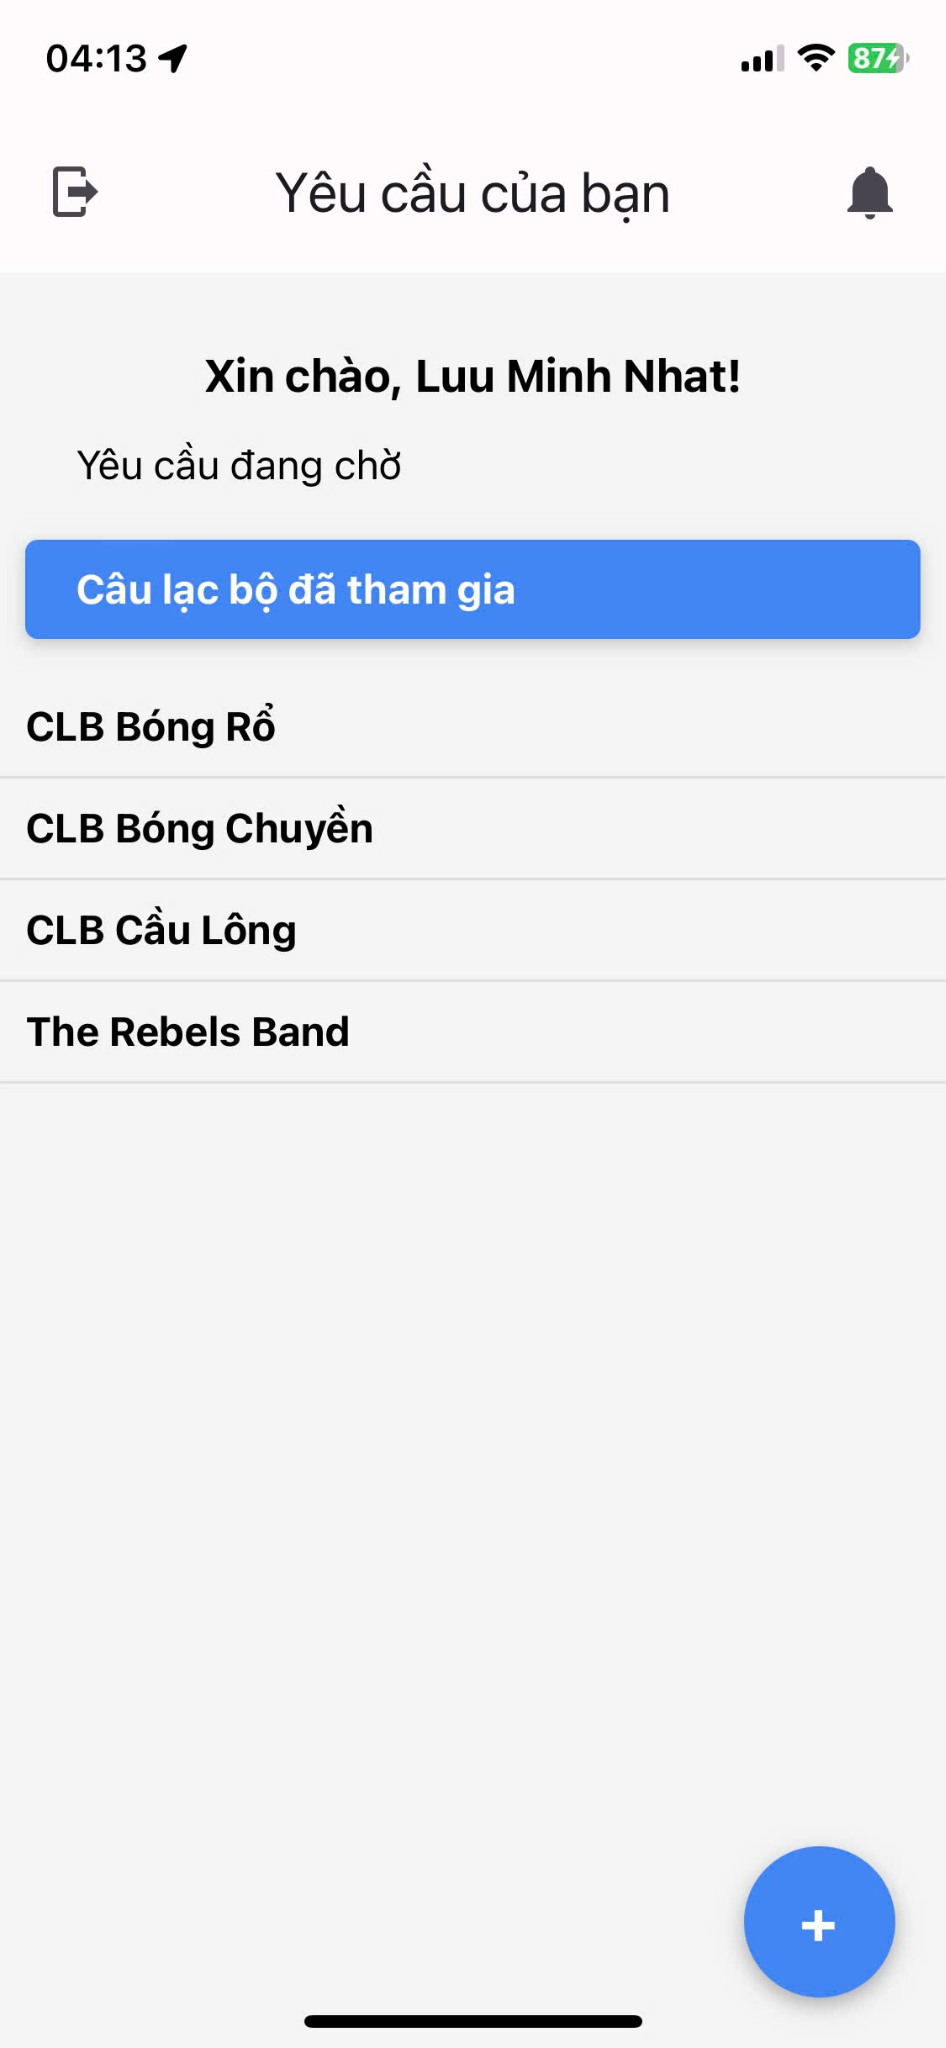 04:13
87
Yêu cầu của bạn
Xin chào, Luu Minh Nhat!
Yêu cầu đang chờ
Câu lạc bộ đã tham gia
CLB Bóng Rổ
CLB Bóng Chuyền
CLB Cầu Lông
The Rebels Band
+